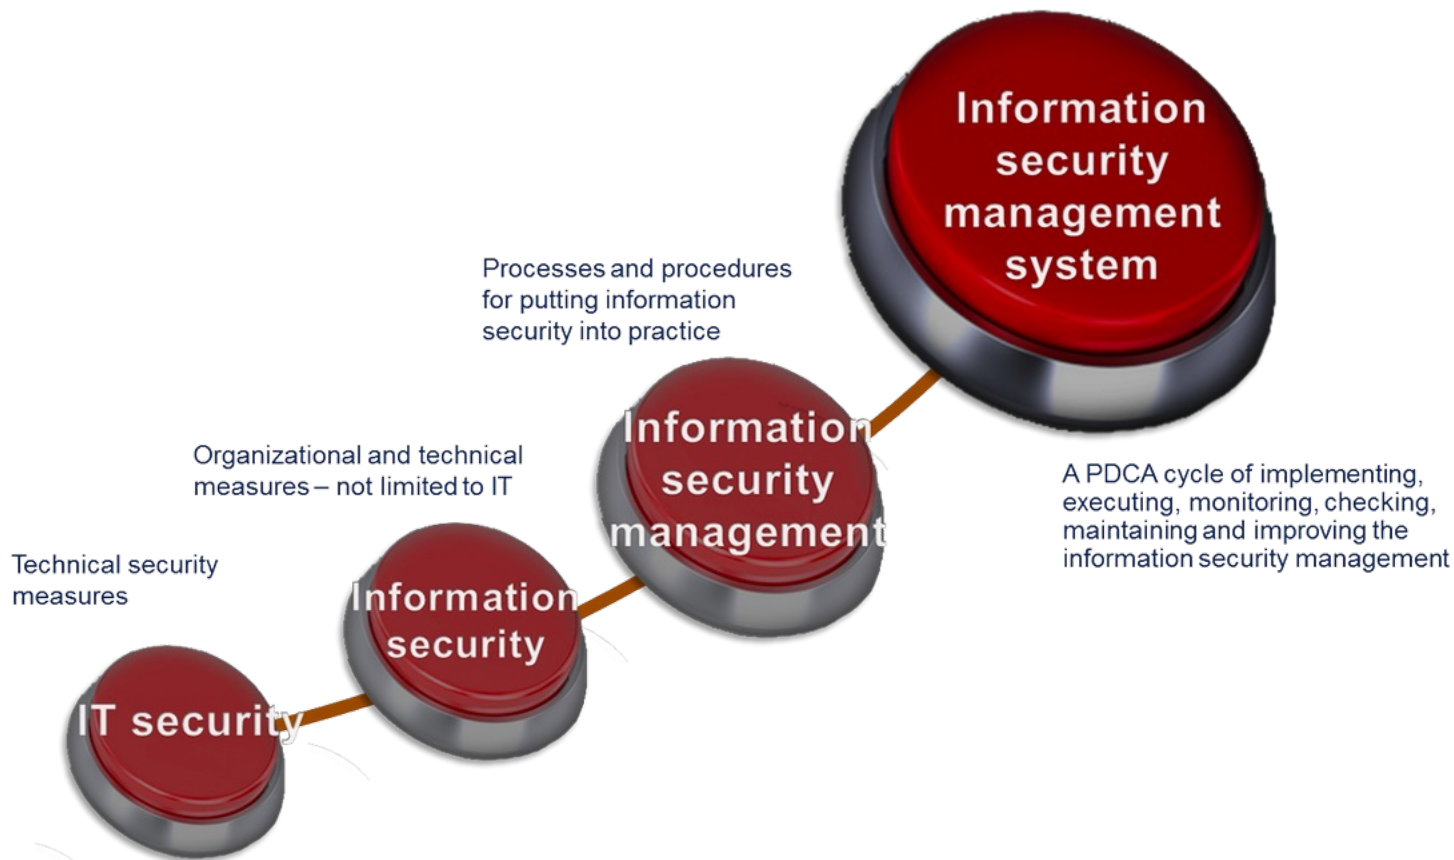 Information
security
management
system
Processes and procedures
for putting information
security into practice
Information
security
management
A PDCA cycle of implementing,
executing, monitoring, checking,
maintaining and improving the
information security management
Organizational and technical
measures – not limited to IT
Information
security
Technical security
measures
IT security